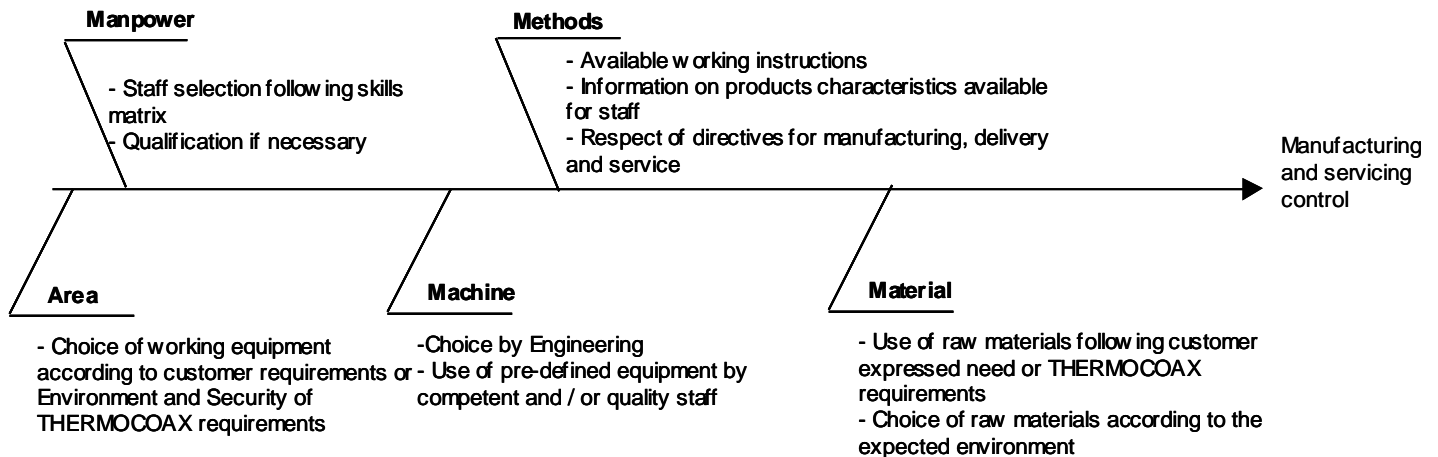 Manpower
- Staff selection following skills
matrix
- Qualification if necessary
Methods
- Available working instructions
- Information on products characteristics available
for staff
- Respect of directives for manufacturing, delivery
and service
Manufacturing
and servicing
control
Area
- Choice of working equipment
according to customer requirements or
Environment and Security of
THERMOCOAX requirements
Machine
-Choice by Engineering
- Use of pre-defined equipment by
competent and / or quality staff
Material
- Use of raw materials following customer
expressed need or THERMOCOAX
requirements
- Choice of raw materials according to the
expected environment